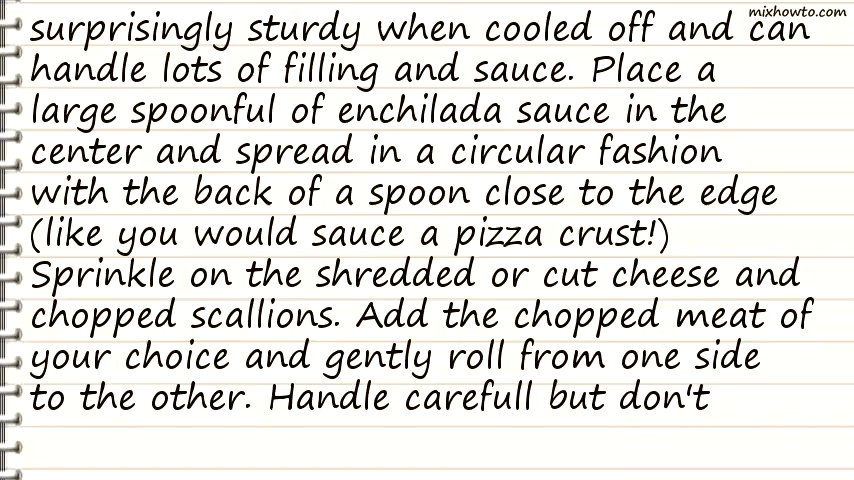 mixhowto.com
surprisingly sturdy when cooled off and can
handle lots of filling and sauce. Place a
large spoonful of enchilada sauce in the
center and spread in a circular fashion
with the back of a spoon close to the edge
(like you would sauce a pizza crust!)
Sprinkle on the shredded or cut cheese and
chopped scallions. Add the chopped meat of
your choice and gently roll from one side
to the other. Handle carefull but don't